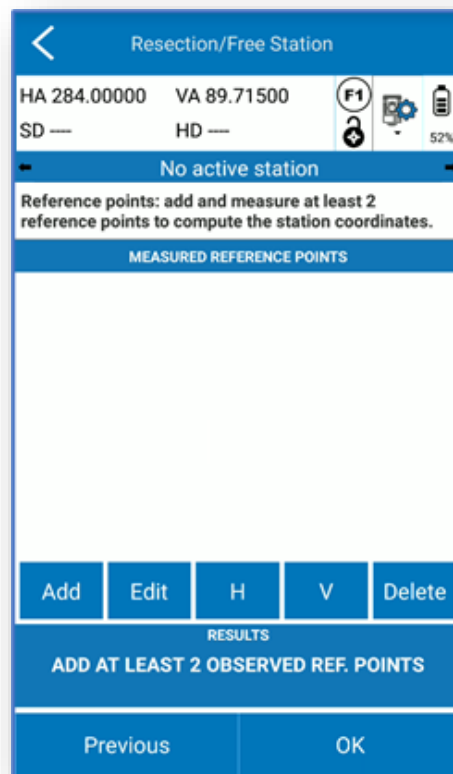 Resection/Free Station
HA 284.00000 VA 89.71500 F1
SD ---- HD ---- 52%
No active station
Reference points: add and measure at least 2
reference points to compute the station coordinates.
MEASURED REFERENCE POINTS
Add Edit H V Delete
RESULTS
ADD AT LEAST 2 OBSERVED REF. POINTS
Previous OK